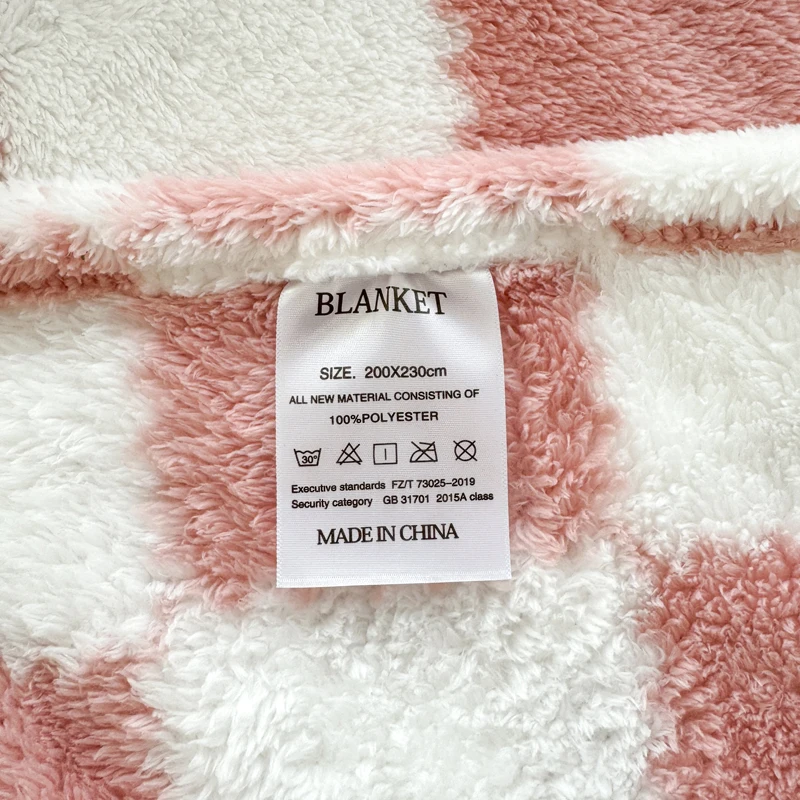 BLANKET
SIZE. 200X230cm
ALL NEW MATERIAL CONSISTING OF
100%POLYESTER
30°
Executive standards FZ/T 73025–2019
Security category GB 31701 2015A class
MADE IN CHINA